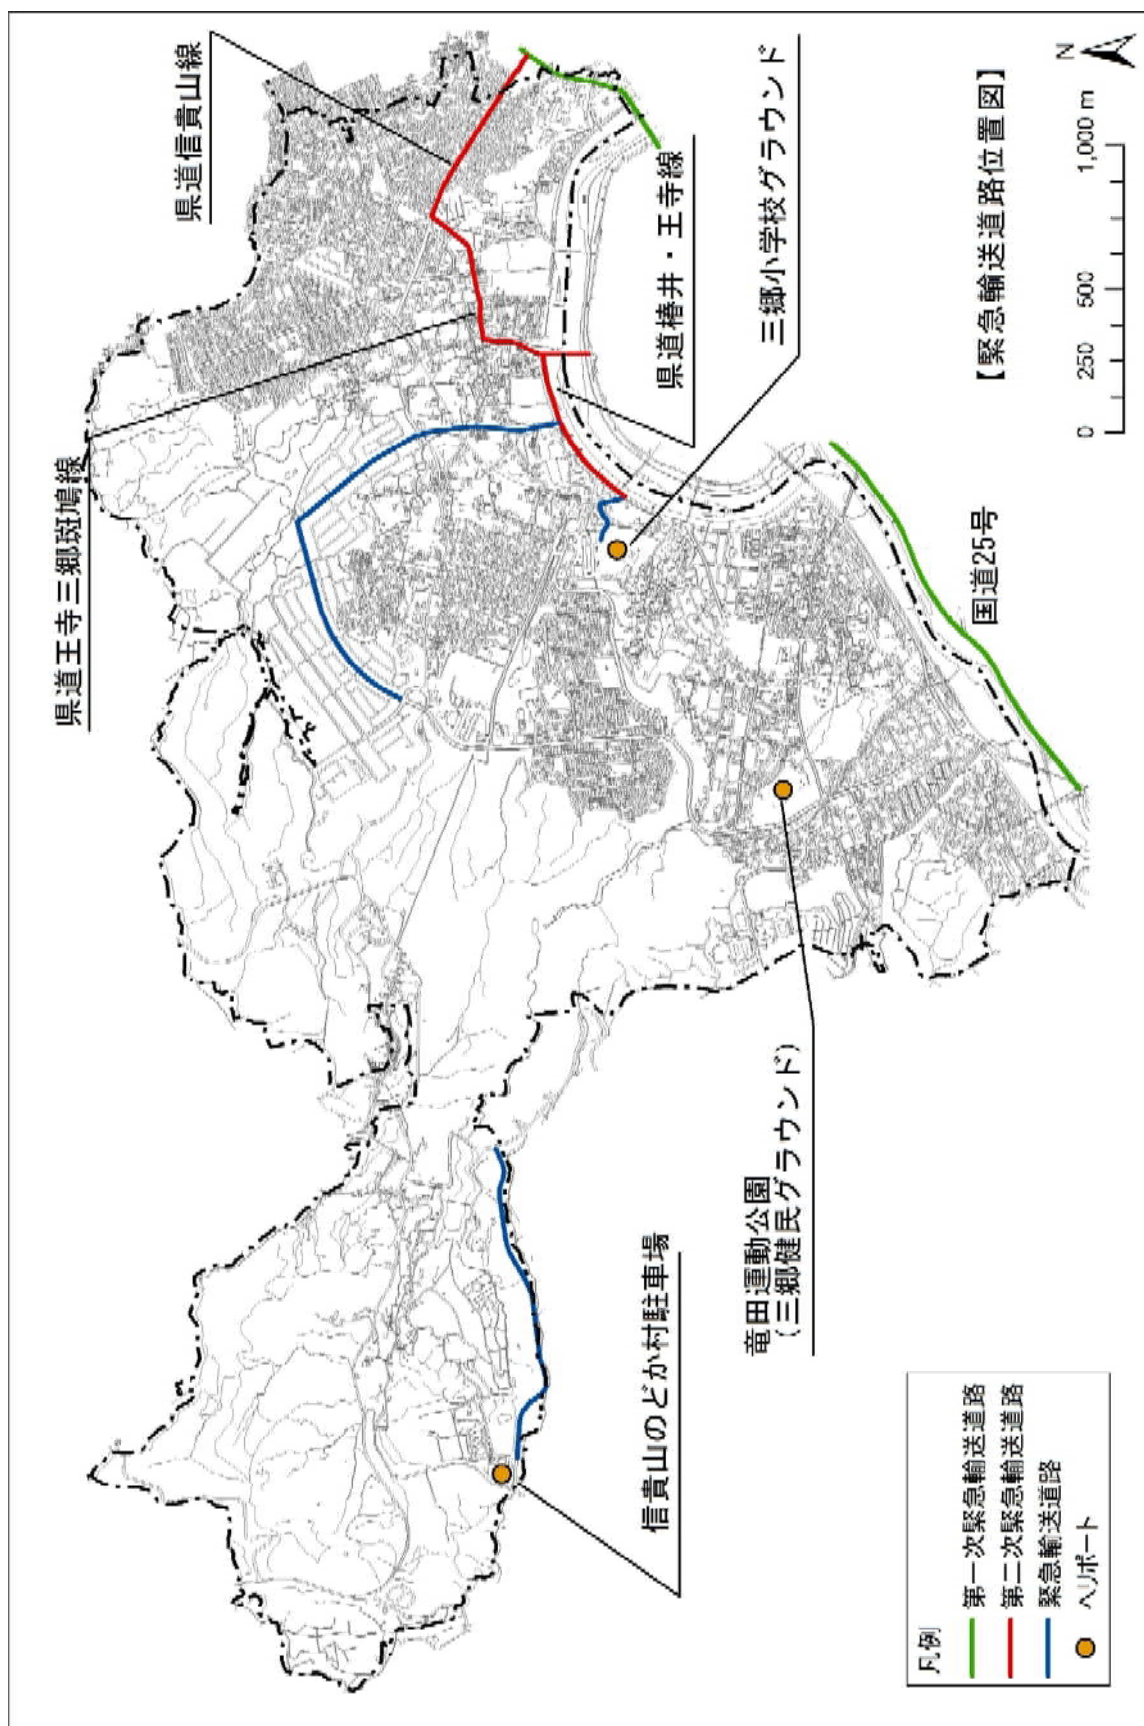 県道信貴山線
県道王寺三郷斑鳩線
県道椿井・王寺線
三郷小学校グラウンド
国道25号
竜田運動公園
（三郷健民グラウンド）
信貴山のどか村駐車場
【緊急輸送道路位置図】
N
0 250 500 1,000 m
凡例
第一次緊急輸送道路
第二次緊急輸送道路
緊急輸送道路
ヘリポート